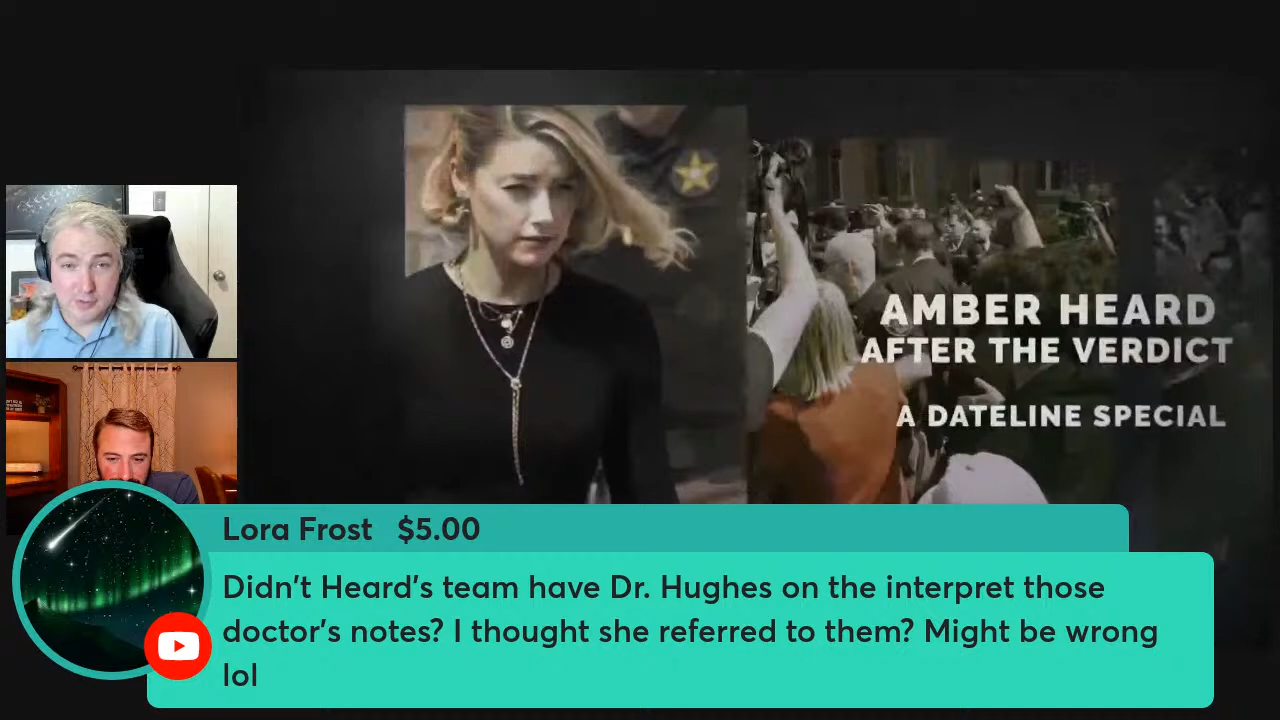 AMBER HEARD
AFTER THE VERDICT
A DATELINE SPECIAL
Lora Frost $5.00
Didn't Heard's team have Dr. Hughes on the interpret those
doctor's notes? I thought she referred to them? Might be wrong
lol